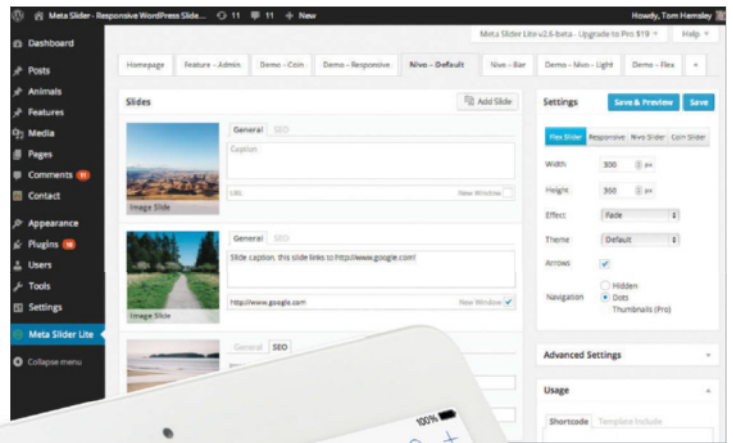 Meta Slider - Responsive WordPress Slide... 11 11 + New Howdy, Tom Hemsley
Meta Slider Lite v2.6-beta - Upgrade to Pro $19 Help
Dashboard
Posts
Animals
Features
Media
Pages
Comments
Contact
Appearance
Plugins
Users
Tools
Settings
Meta Slider Lite
Collapse menu
Homepage Feature - Admin Demo - Coin Demo - Responsive Nivo - Default Nivo - Bar Demo - Nivo - Light Demo - Flex +
Slides Add Slide
General SEO
Caption
URL New Window
Image Slide
General SEO
Slide caption, this slide links to http://www.google.com!
http://www.google.com New Window
Image Slide
General SEO
Settings Save & Preview Save
Flex Slider Responsive Nivo Slider Coin Slider
Width 300 px
Height 360 px
Effect Fade
Theme Default
Arrows
Navigation Hidden
Dots
Thumbnails (Pro)
Advanced Settings
Usage
Shortcode Template Include
100%